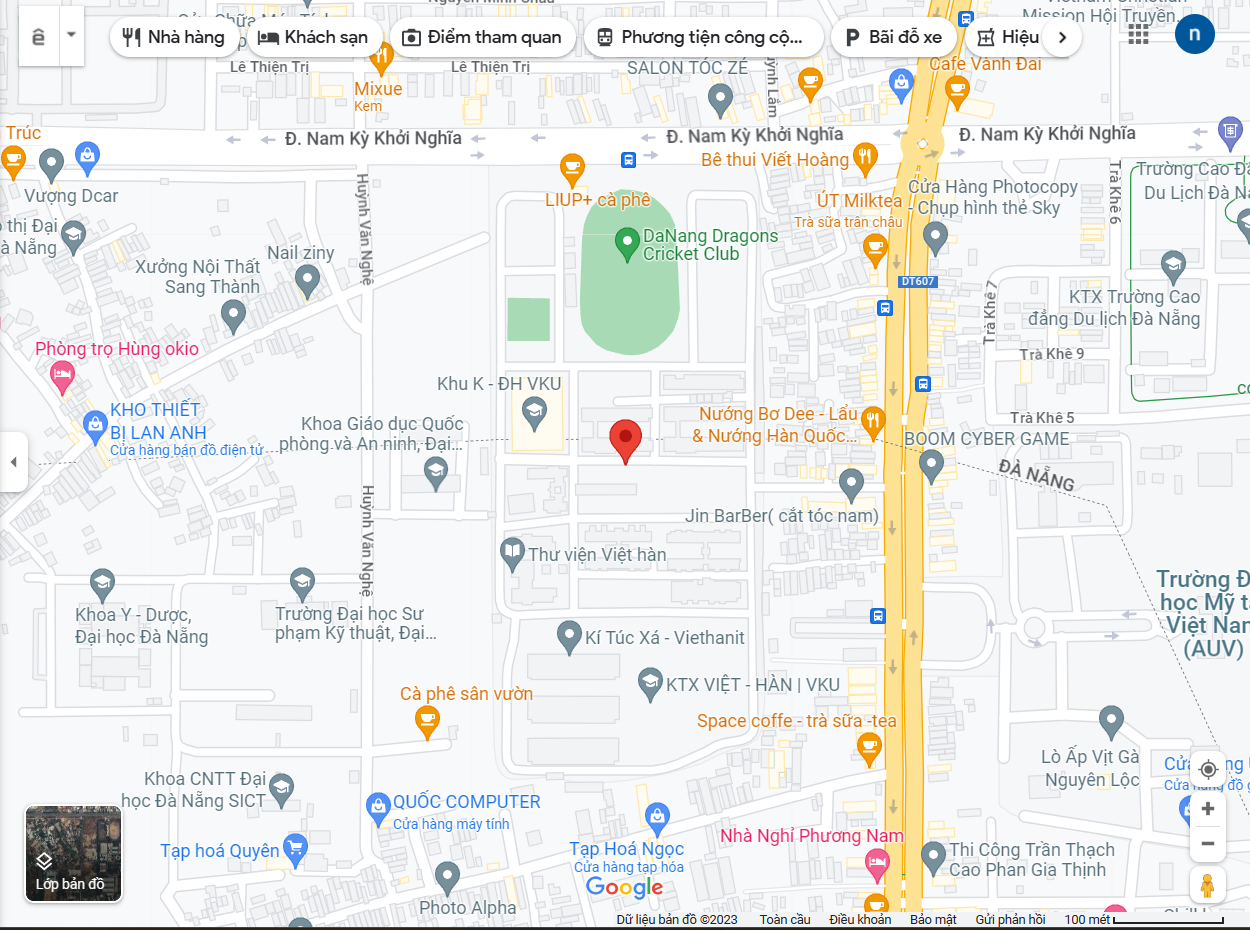 Nguyễn Minh Châu
Mission Hội Truyền...
ê
Nhà hàng
Khách sạn
Điểm tham quan
Phương tiện công cộ...
P Bãi đỗ xe
Hiệu
n
Lê Thiện Trị
Lê Thiện Trị
SALON TÓC ZÉ
Cafe Vành Đai
Mixue
Kem
Trúc
Đ. Nam Kỳ Khởi Nghĩa
Đ. Nam Kỳ Khởi Nghĩa
Đ. Nam Kỳ Khởi Nghĩa
Bê thui Viết Hoàng
Vượng Dcar
LIUP+ cà phê
ÚT Milktea
Trà sữa trân châu
Cửa Hàng Photocopy
- Chụp hình thẻ Sky
Trà Khê 6
Trường Cao Đẳ
Du Lịch Đà Nẵ
Huỳnh Văn Nghệ
thị Đại
à Nẵng
DaNang Dragons
Cricket Club
Nail ziny
Xưởng Nội Thất
Sang Thành
DT607
Trà Khê 7
KTX Trường Cao
đẳng Du lịch Đà Nẵng
Phòng trọ Hùng okio
Trà Khê 9
Khu K - ĐH VKU
KHO THIẾT
BỊ LAN ANH
Cửa hàng bán đồ điện tử
Khoa Giáo dục Quốc
phòng và An ninh, Đại...
Nướng Bơ Dee - Lẩu
& Nướng Hàn Quốc...
Trà Khê 5
BOOM CYBER GAME
ĐÀ NẴNG
Huỳnh Văn Nghệ
Jin BarBer( cắt tóc nam)
Thư viện Việt hàn
Khoa Y - Dược,
Đại học Đà Nẵng
Trường Đại học Sư
phạm Kỹ thuật, Đại...
Trường Đ
học Mỹ t
Việt Nam
(AUV)
Kí Túc Xá - Viethanit
KTX VIỆT - HÀN | VKU
Cà phê sân vườn
Space coffe - trà sữa -tea
Lò Ấp Vịt Gà
Nguyên Lộc
Khoa CNTT Đại
học Đà Nẵng SICT
QUỐC COMPUTER
Cửa hàng máy tính
Tạp hoá Quyên
Tạp Hoá Ngọc
Cửa hàng tạp hóa
Nhà Nghỉ Phương Nam
Thi Công Trần Thạch
Cao Phan Gia Thịnh
Lớp bản đồ
Photo Alpha
Google
Dữ liệu bản đồ ©2023
Toàn cầu
Điều khoản
Bảo mật
Gửi phản hồi
100 mét